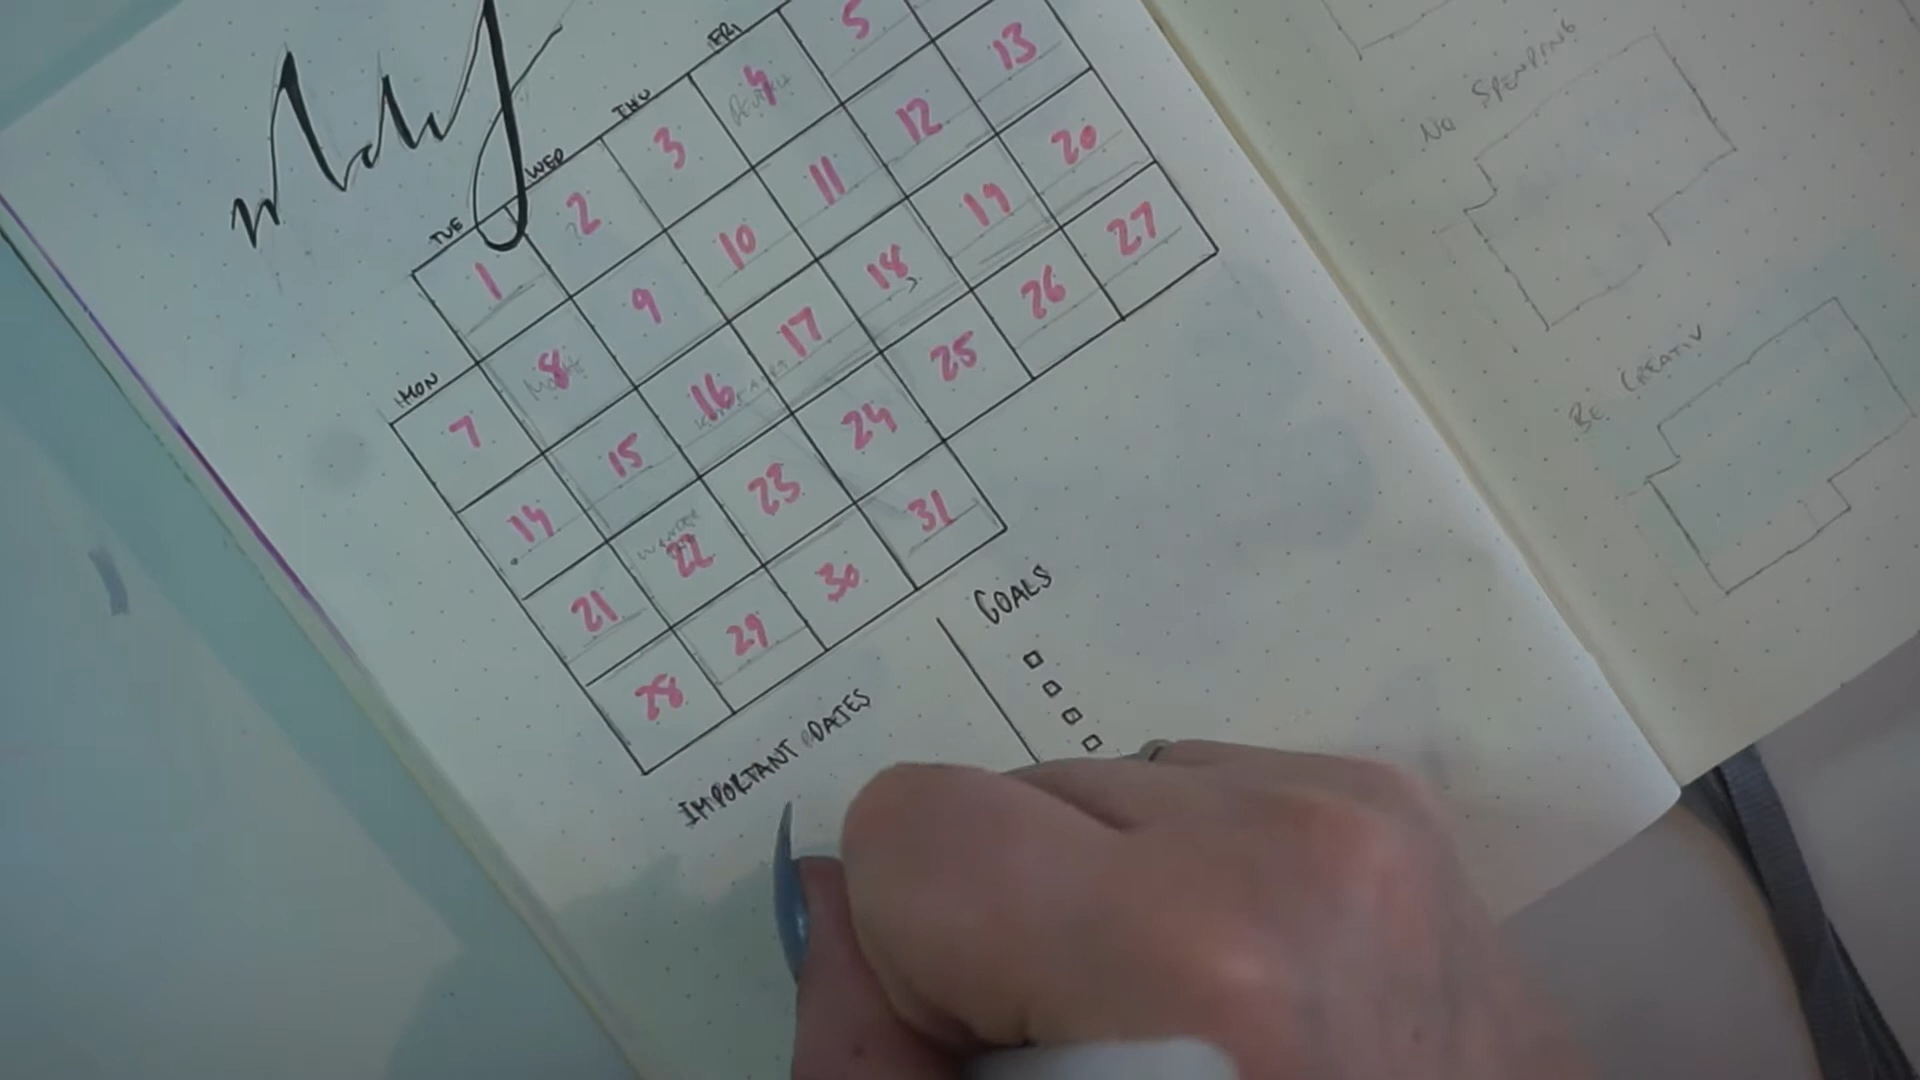 May
MON TUE WED THU FRI
1 2 3 4 5
7 8 9 10 11 12 13
14 15 16 17 18 19 20
21 22 23 24 25 26 27
28 29 30 31
IMPORTANT DATES
GOALS
NO SPENDING
BE CREATIV